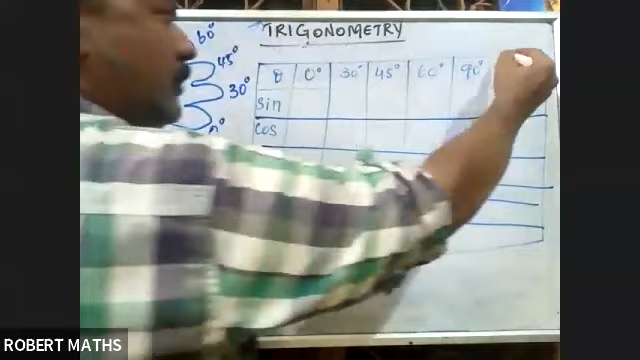 TRIGONOMETRY
60°
45°
30°
0°
θ 0° 30° 45° 60° 90°
sin
cos
ROBERT MATHS